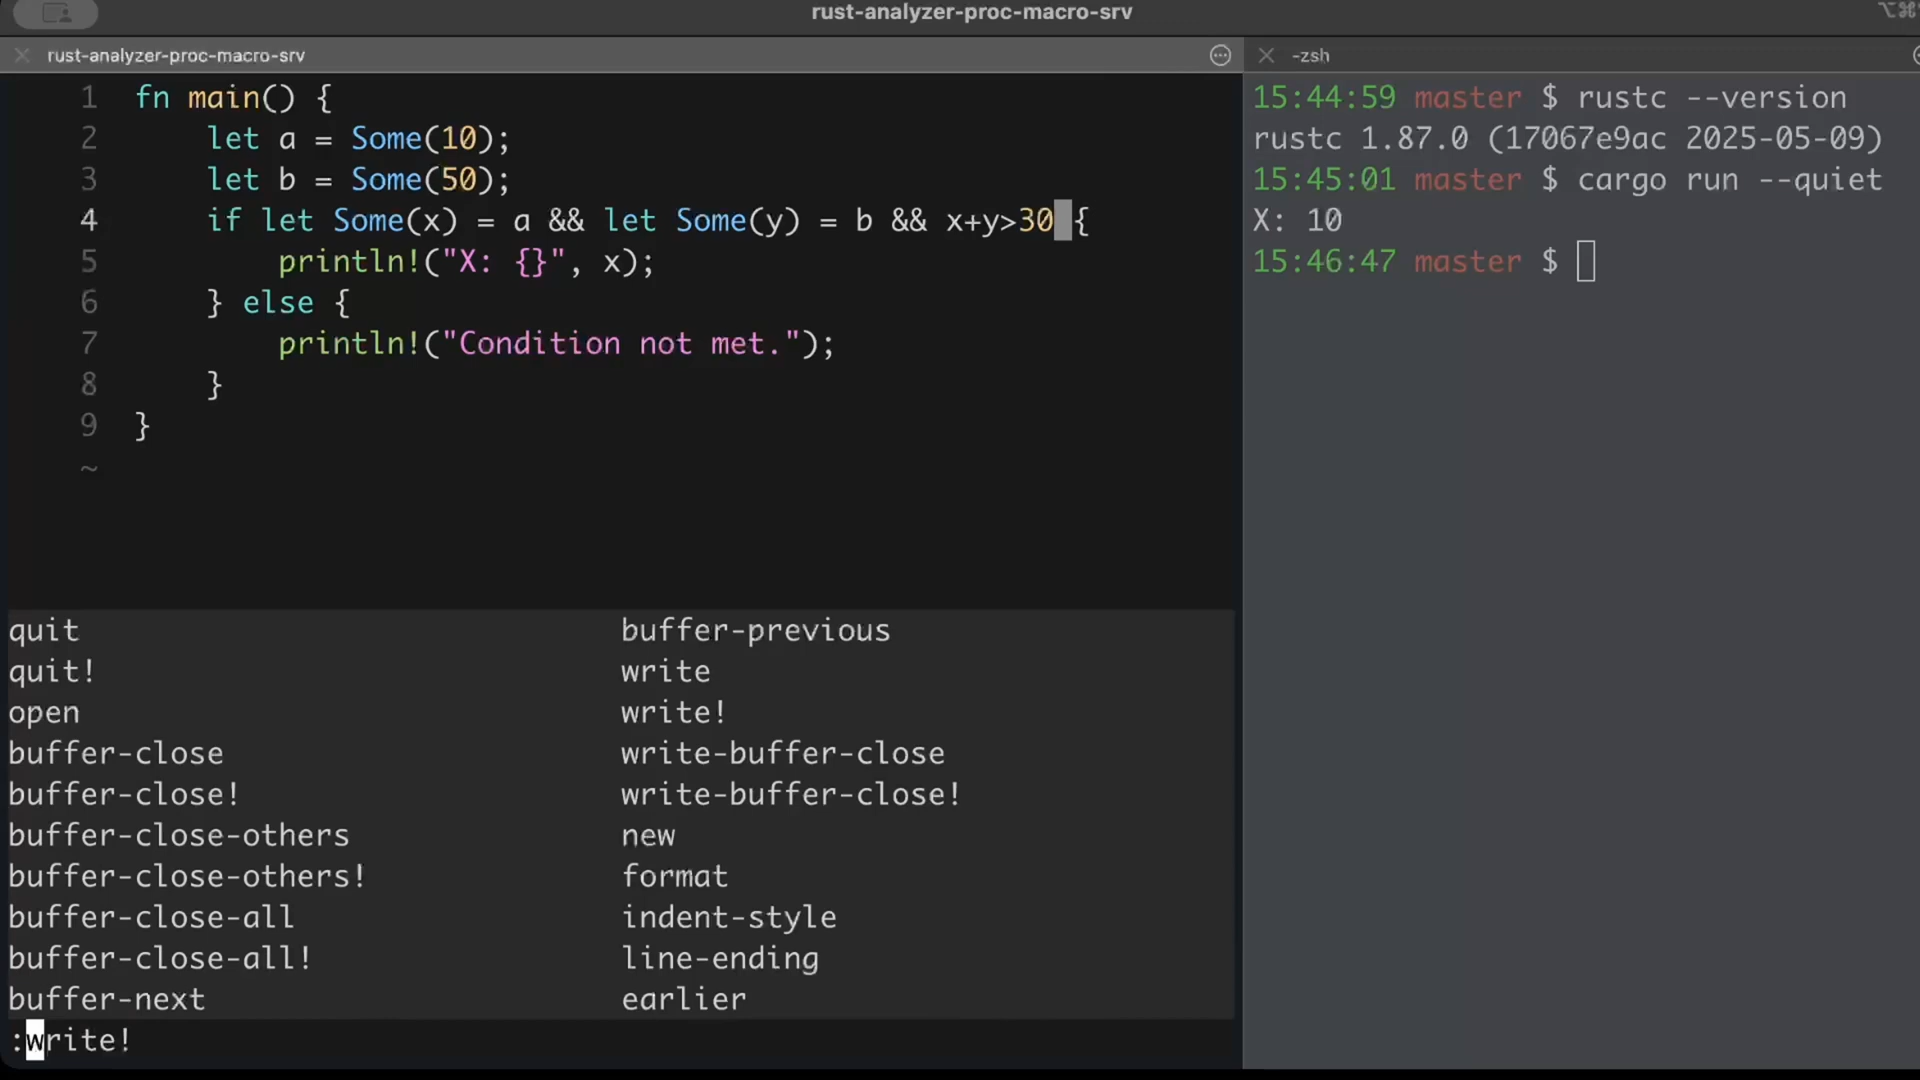 rust-analyzer-proc-macro-srv
⌥⌘
rust-analyzer-proc-macro-srv
1 fn main() {
2 let a = Some(10);
3 let b = Some(50);
4 if let Some(x) = a && let Some(y) = b && x+y>30 {
5 println!("X: {}", x);
6 } else {
7 println!("Condition not met.");
8 }
9 }
~
quit buffer-previous
quit! write
open write!
buffer-close write-buffer-close
buffer-close! write-buffer-close!
buffer-close-others new
buffer-close-others! format
buffer-close-all indent-style
buffer-close-all! line-ending
buffer-next earlier
:write!
-zsh
15:44:59 master $ rustc --version
rustc 1.87.0 (17067e9ac 2025-05-09)
15:45:01 master $ cargo run --quiet
X: 10
15:46:47 master $